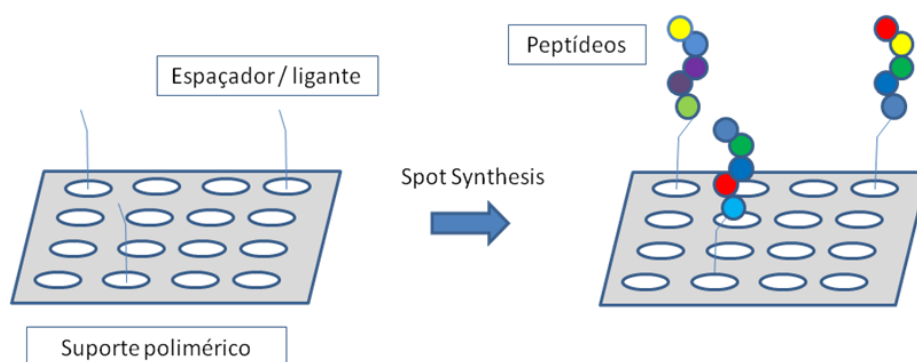 Espaçador / ligante
Peptídeos
Spot Synthesis
Suporte polimérico